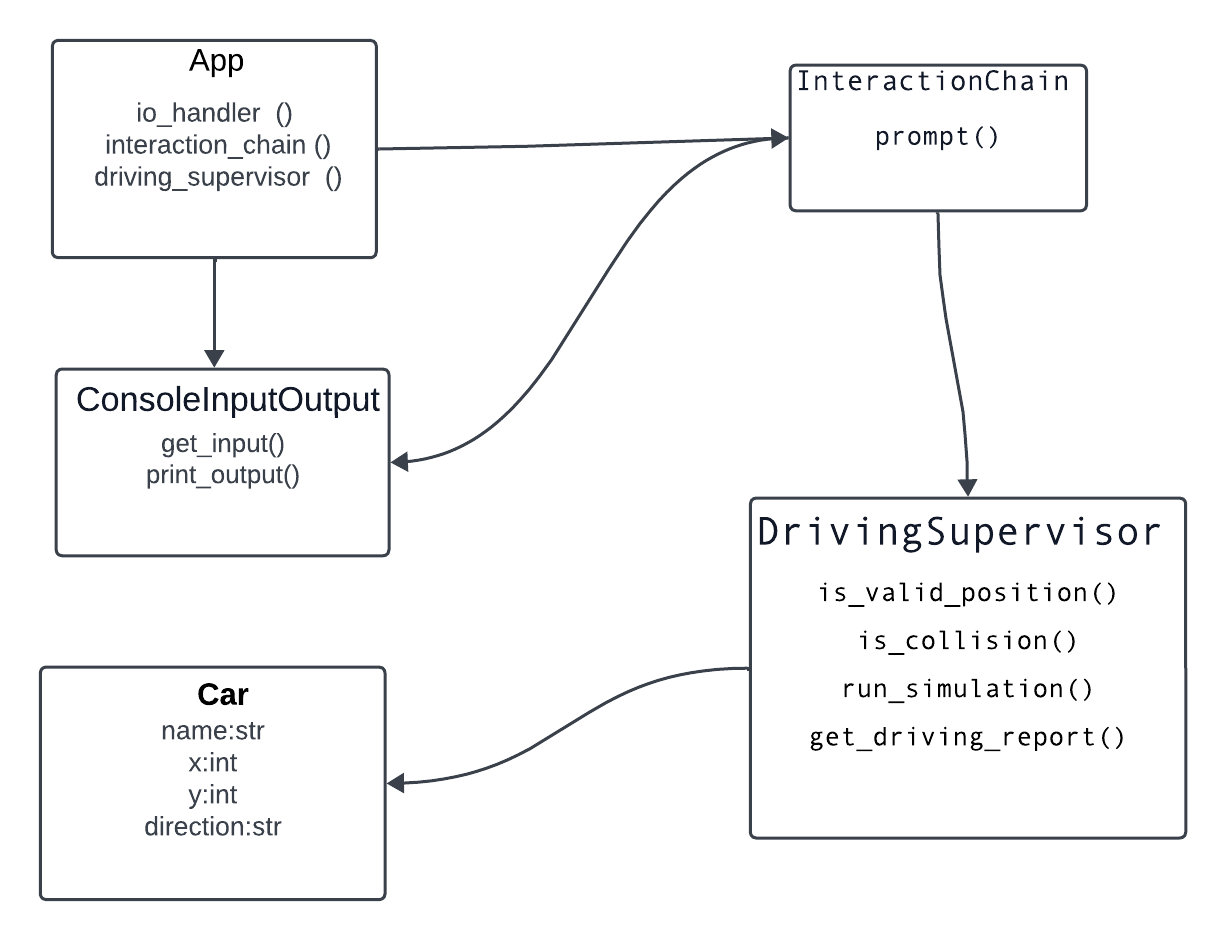 App
io_handler  ()
interaction_chain ()
driving_supervisor  ()
InteractionChain
prompt()
ConsoleInputOutput
get_input()
print_output()
DrivingSupervisor
is_valid_position()
is_collision()
run_simulation()
get_driving_report()
Car
name:str
x:int
y:int
direction:str